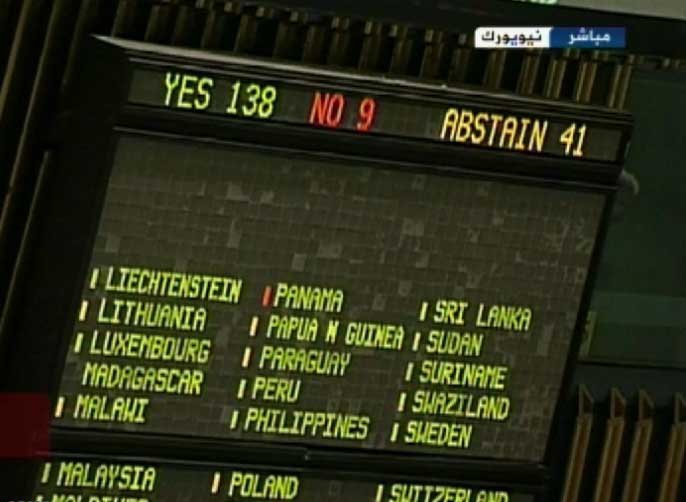 مباشر نيويورك
YES 138 NO 9 ABSTAIN 41
LIECHTENSTEIN PANAMA SRI LANKA
LITHUANIA PAPUA N GUINEA SUDAN
LUXEMBOURG PARAGUAY SURINAME
MADAGASCAR PERU SWAZILAND
MALAWI PHILIPPINES SWEDEN
MALAYSIA POLAND SWITZERLAND
MALDIVES